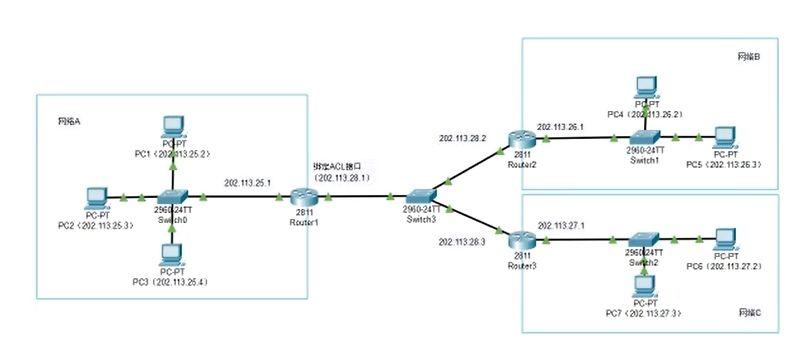 网络B
PC-PT
PC4 (202.113.26.2)
202.113.28.2
202.113.26.1
2811
Router2
2960-24TT
Switch1
PC-PT
PC5 (202.113.26.3)
网络A
PC-PT
PC1 (202.113.25.2)
绑定ACL接口
(202.113.28.1)
202.113.25.1
PC-PT
PC2 (202.113.25.3)
2960-24TT
Switch0
2811
Router1
2960-24TT
Switch3
PC-PT
PC3 (202.113.25.4)
202.113.28.3
202.113.27.1
2811
Router3
2960-24TT
Switch2
PC-PT
PC6 (202.113.27.2)
PC-PT
PC7 (202.113.27.3)
网络C